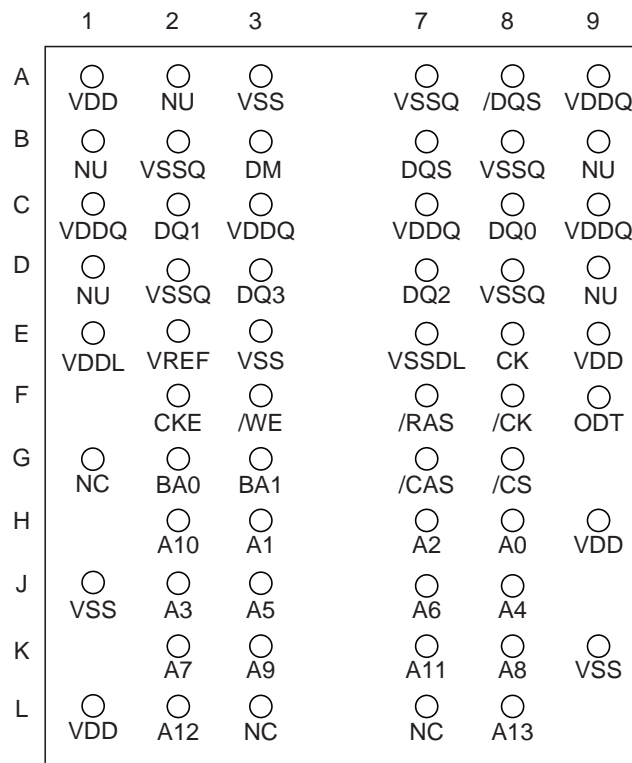 1 2 3 7 8 9
A
VDD NU VSS VSSQ /DQS VDDQ
B
NU VSSQ DM DQS VSSQ NU
C
VDDQ DQ1 VDDQ VDDQ DQ0 VDDQ
D
NU VSSQ DQ3 DQ2 VSSQ NU
E
VDDL VREF VSS VSSDL CK VDD
F
CKE /WE /RAS /CK ODT
G
NC BA0 BA1 /CAS /CS
H
A10 A1 A2 A0 VDD
J
VSS A3 A5 A6 A4
K
A7 A9 A11 A8 VSS
L
VDD A12 NC NC A13